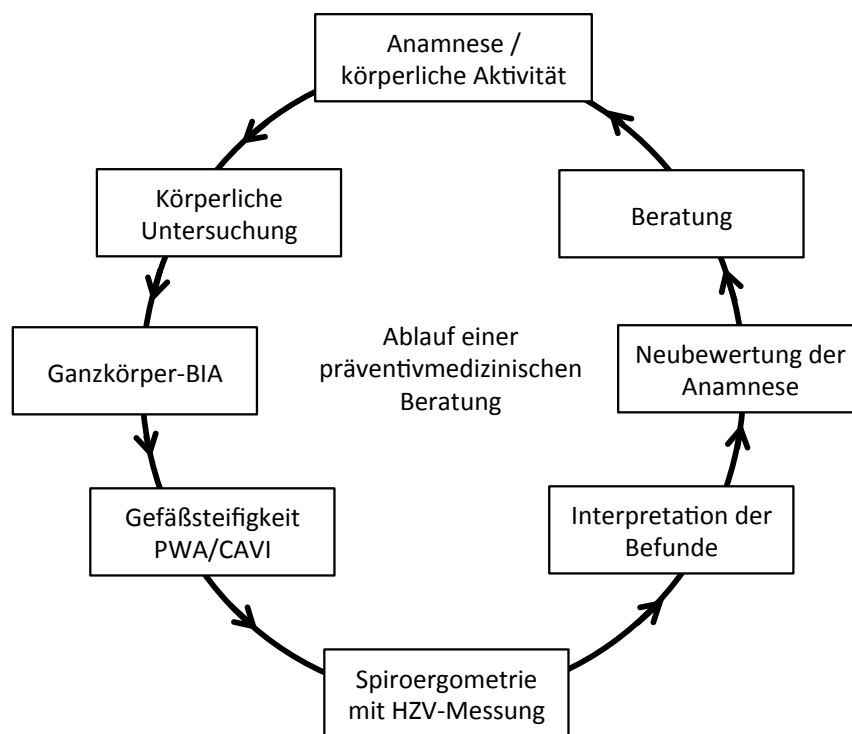 Anamnese /
körperliche Aktivität
Körperliche
Untersuchung
Ganzkörper-BIA
Gefäßsteifigkeit
PWA/CAVI
Spiroergometrie
mit HZV-Messung
Interpretation der
Befunde
Neubewertung der
Anamnese
Beratung
Ablauf einer
präventivmedizinischen
Beratung